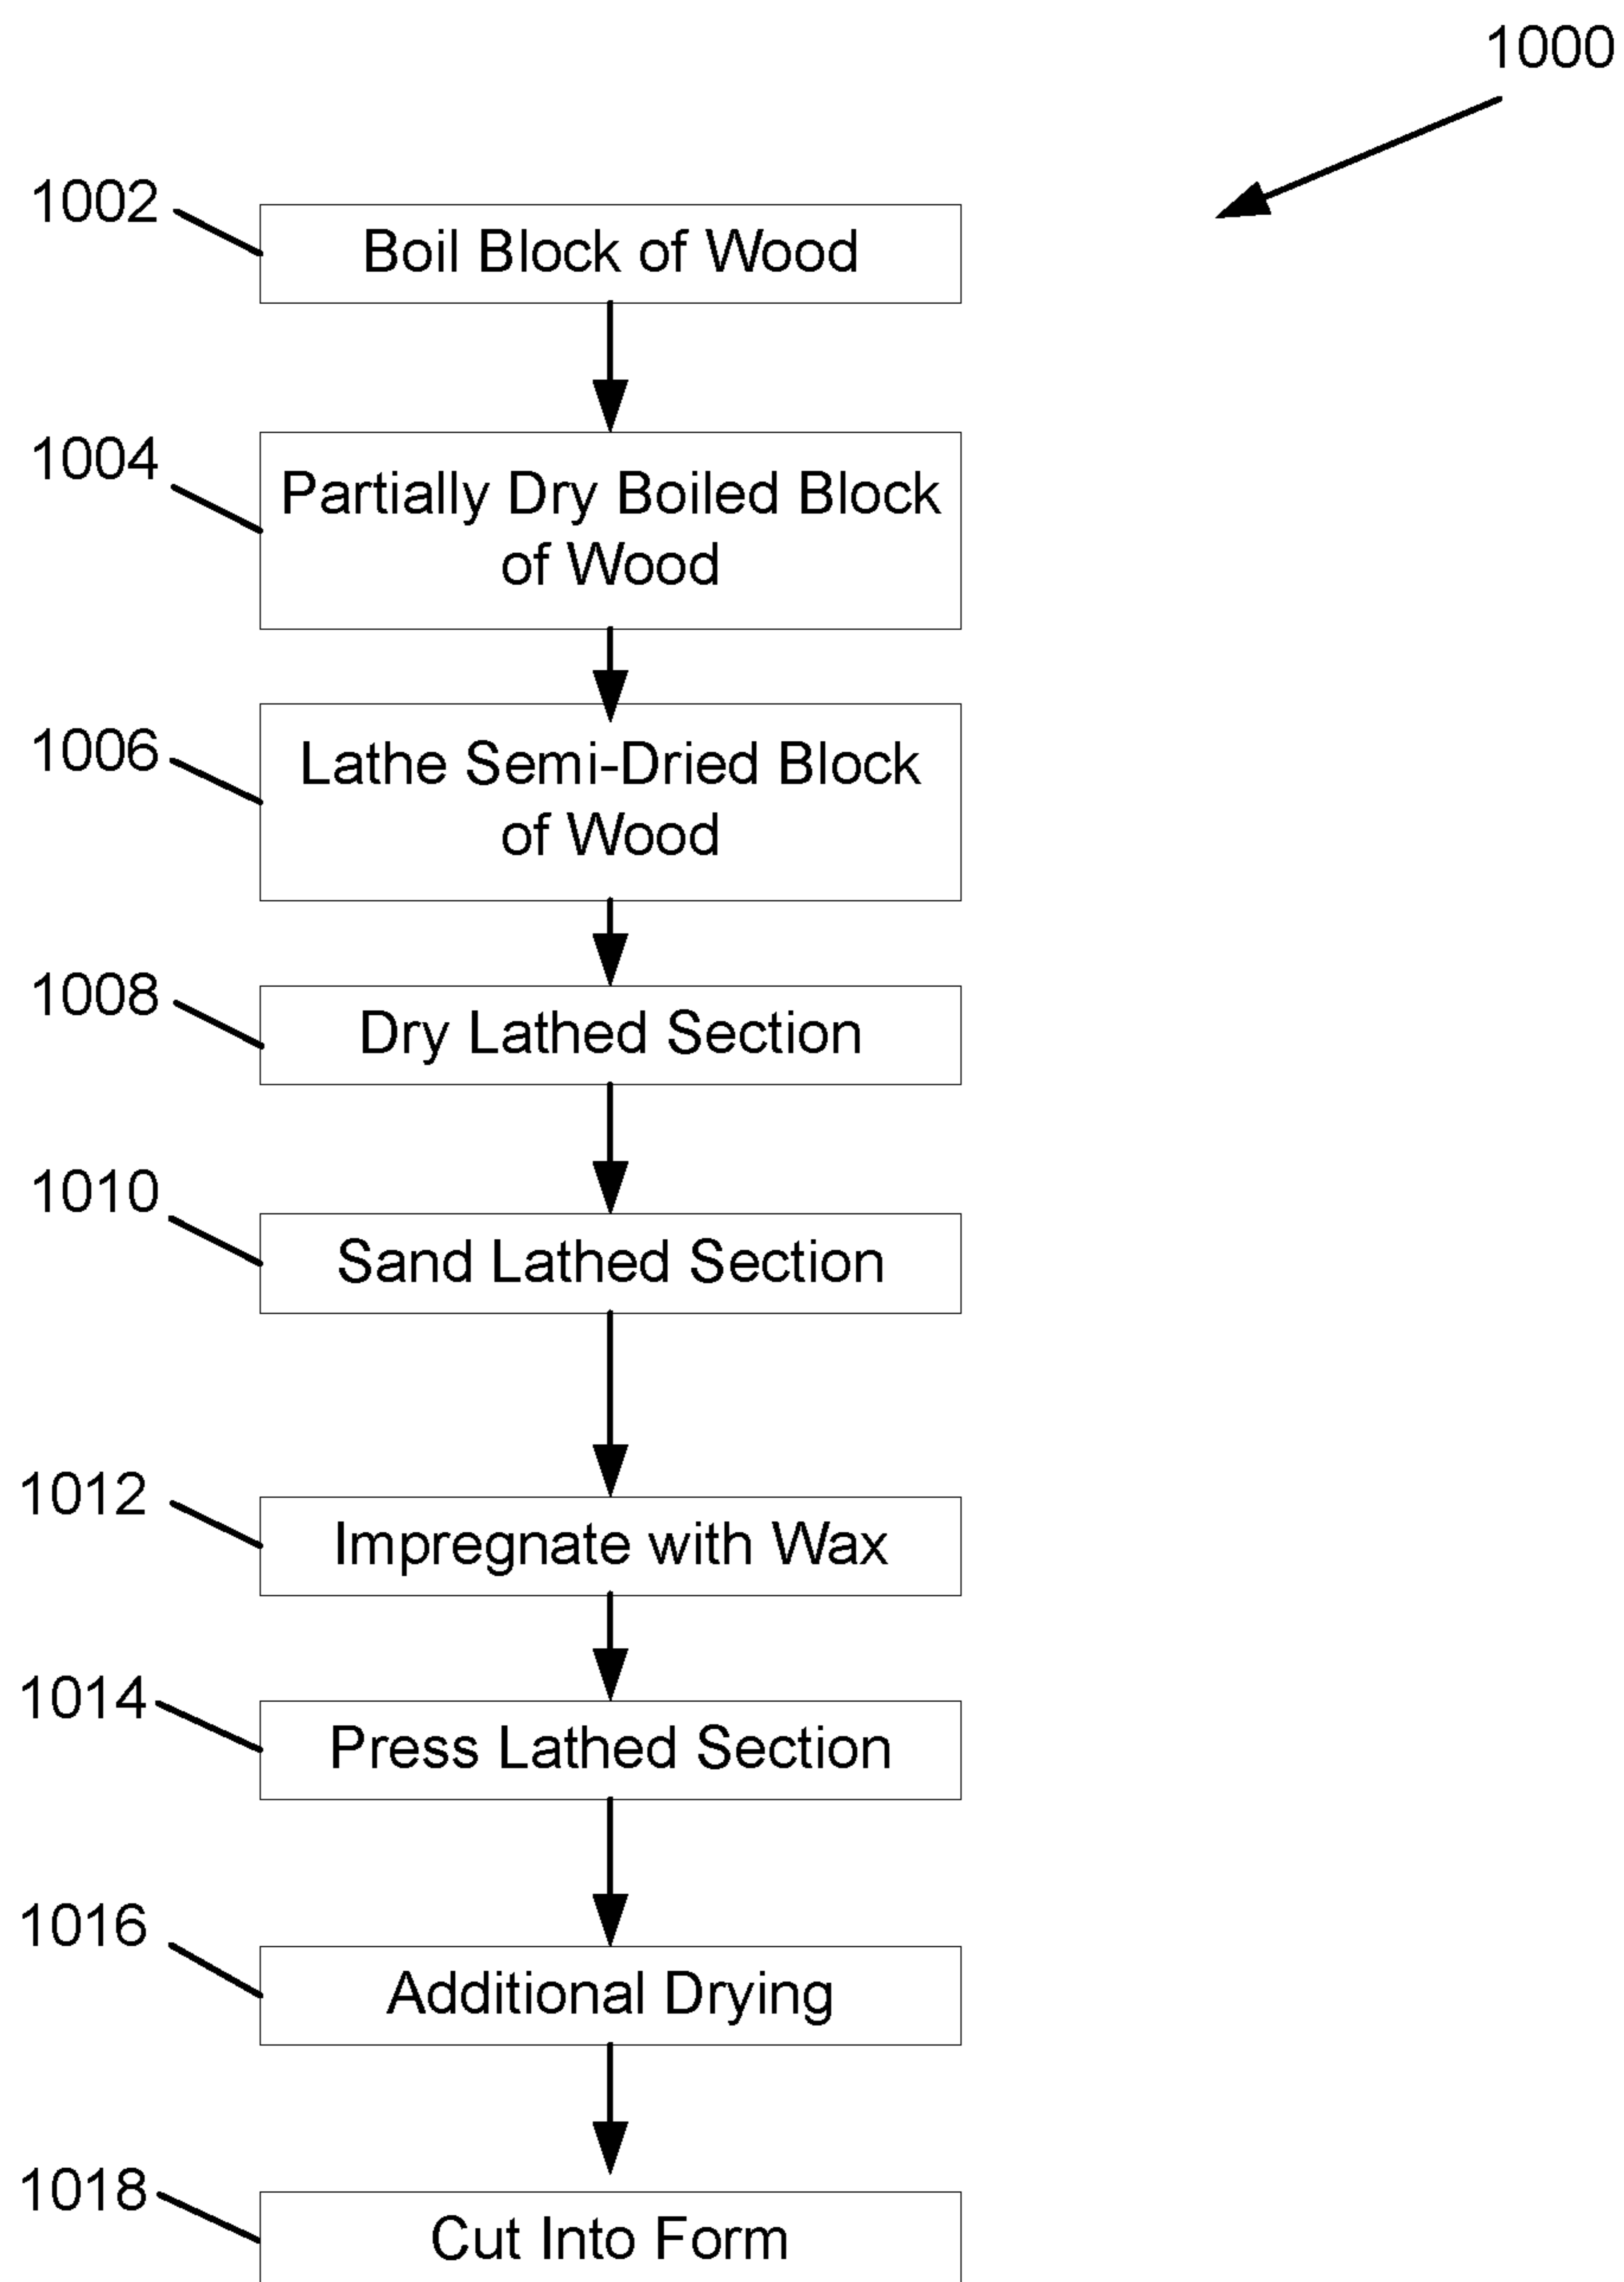 1000
1002
Boil Block of Wood
1004
Partially Dry Boiled Block
of Wood
1006
Lathe Semi-Dried Block
of Wood
1008
Dry Lathed Section
1010
Sand Lathed Section
1012
Impregnate with Wax
1014
Press Lathed Section
1016
Additional Drying
1018
Cut Into Form